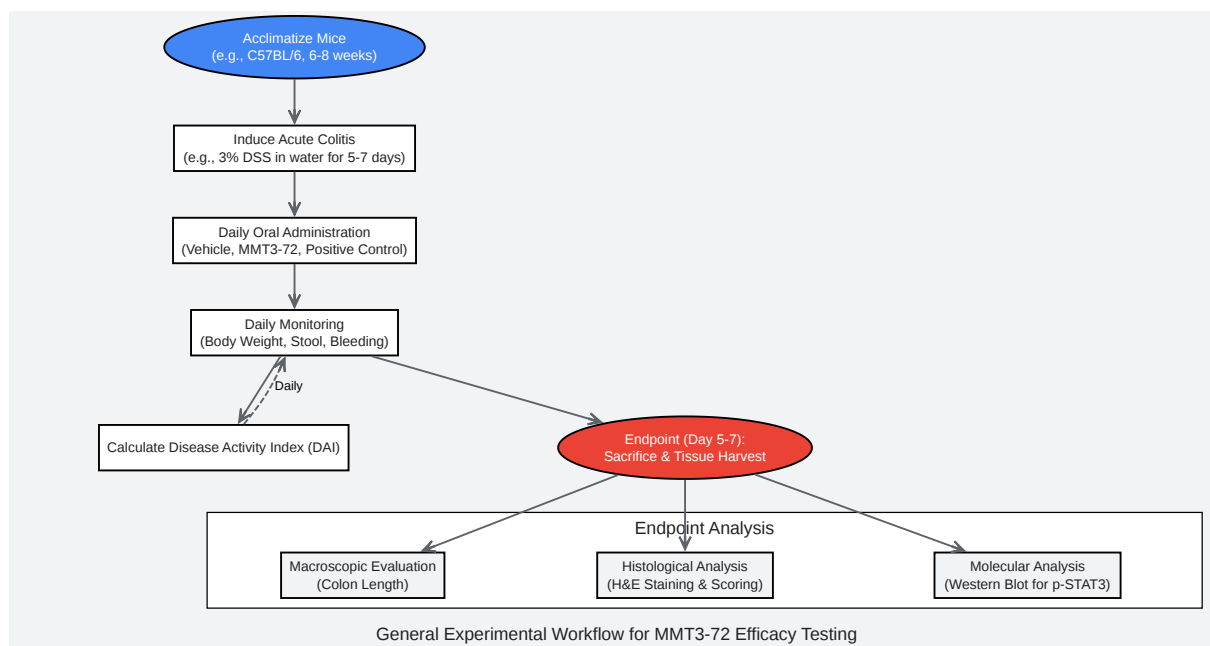 Acclimatize Mice
(e.g., C57BL/6, 6-8 weeks)
Induce Acute Colitis
(e.g., 3% DSS in water for 5-7 days)
Daily Oral Administration
(Vehicle, MMT3-72, Positive Control)
Daily Monitoring
(Body Weight, Stool, Bleeding)
Daily
Calculate Disease Activity Index (DAI)
Endpoint (Day 5-7):
Sacrifice & Tissue Harvest
Endpoint Analysis
Macroscopic Evaluation
(Colon Length)
Histological Analysis
(H&E Staining & Scoring)
Molecular Analysis
(Western Blot for p-STAT3)
General Experimental Workflow for MMT3-72 Efficacy Testing